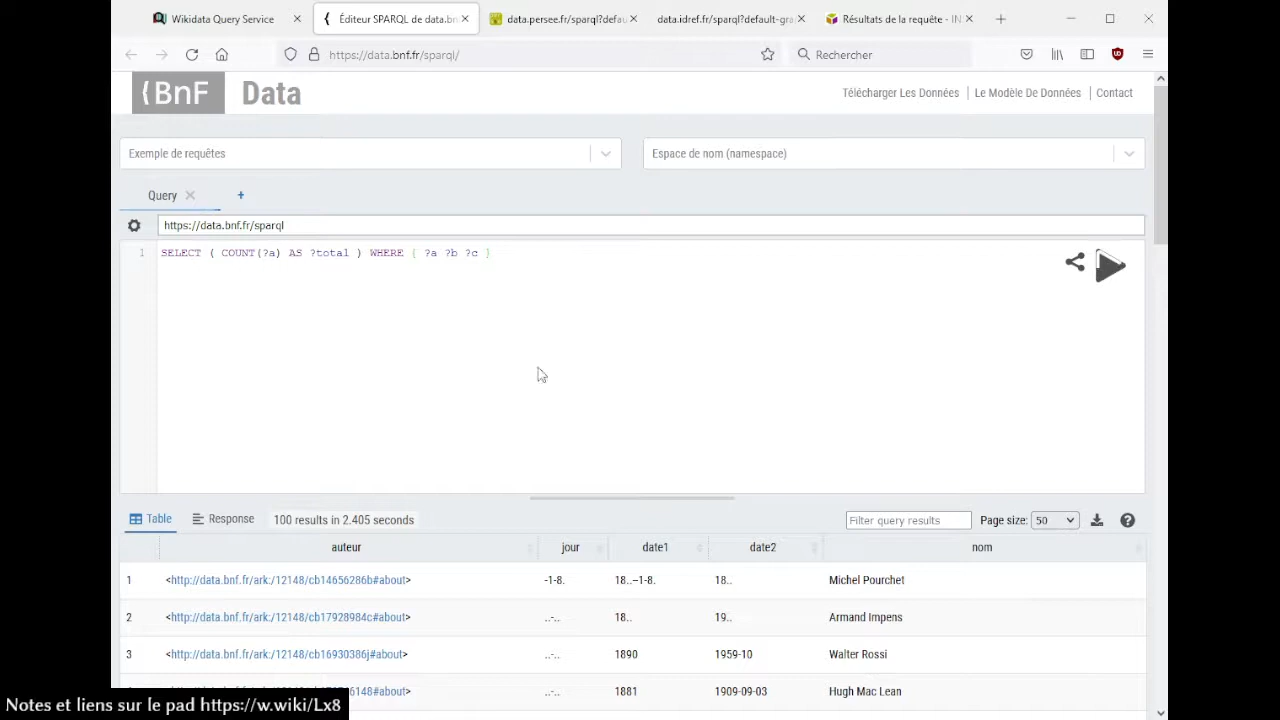 Wikidata Query Service
Éditeur SPARQL de data.bn
data.persee.fr/sparql?defau
data.idref.fr/sparql?default-gra
Résultats de la requête - IN
https://data.bnf.fr/sparql/
Rechercher
BnF Data
Télécharger Les Données | Le Modèle De Données | Contact
Exemple de requêtes
Espace de nom (namespace)
Query
+
https://data.bnf.fr/sparql
1 SELECT ( COUNT(?a) AS ?total ) WHERE { ?a ?b ?c }
Table Response 100 results in 2.405 seconds Filter query results Page size: 50
auteur jour date1 date2 nom
1 <http://data.bnf.fr/ark:/12148/cb14656286b#about> -1-8. 18..-1-8. 18.. Michel Pourchet
2 <http://data.bnf.fr/ark:/12148/cb17928984c#about> ..-.. 18.. 19.. Armand Impens
3 <http://data.bnf.fr/ark:/12148/cb16930386j#about> ..-.. 1890 1959-10 Walter Rossi
6148#about> ..-.. 1881 1909-09-03 Hugh Mac Lean
Notes et liens sur le pad https://w.wiki/Lx8